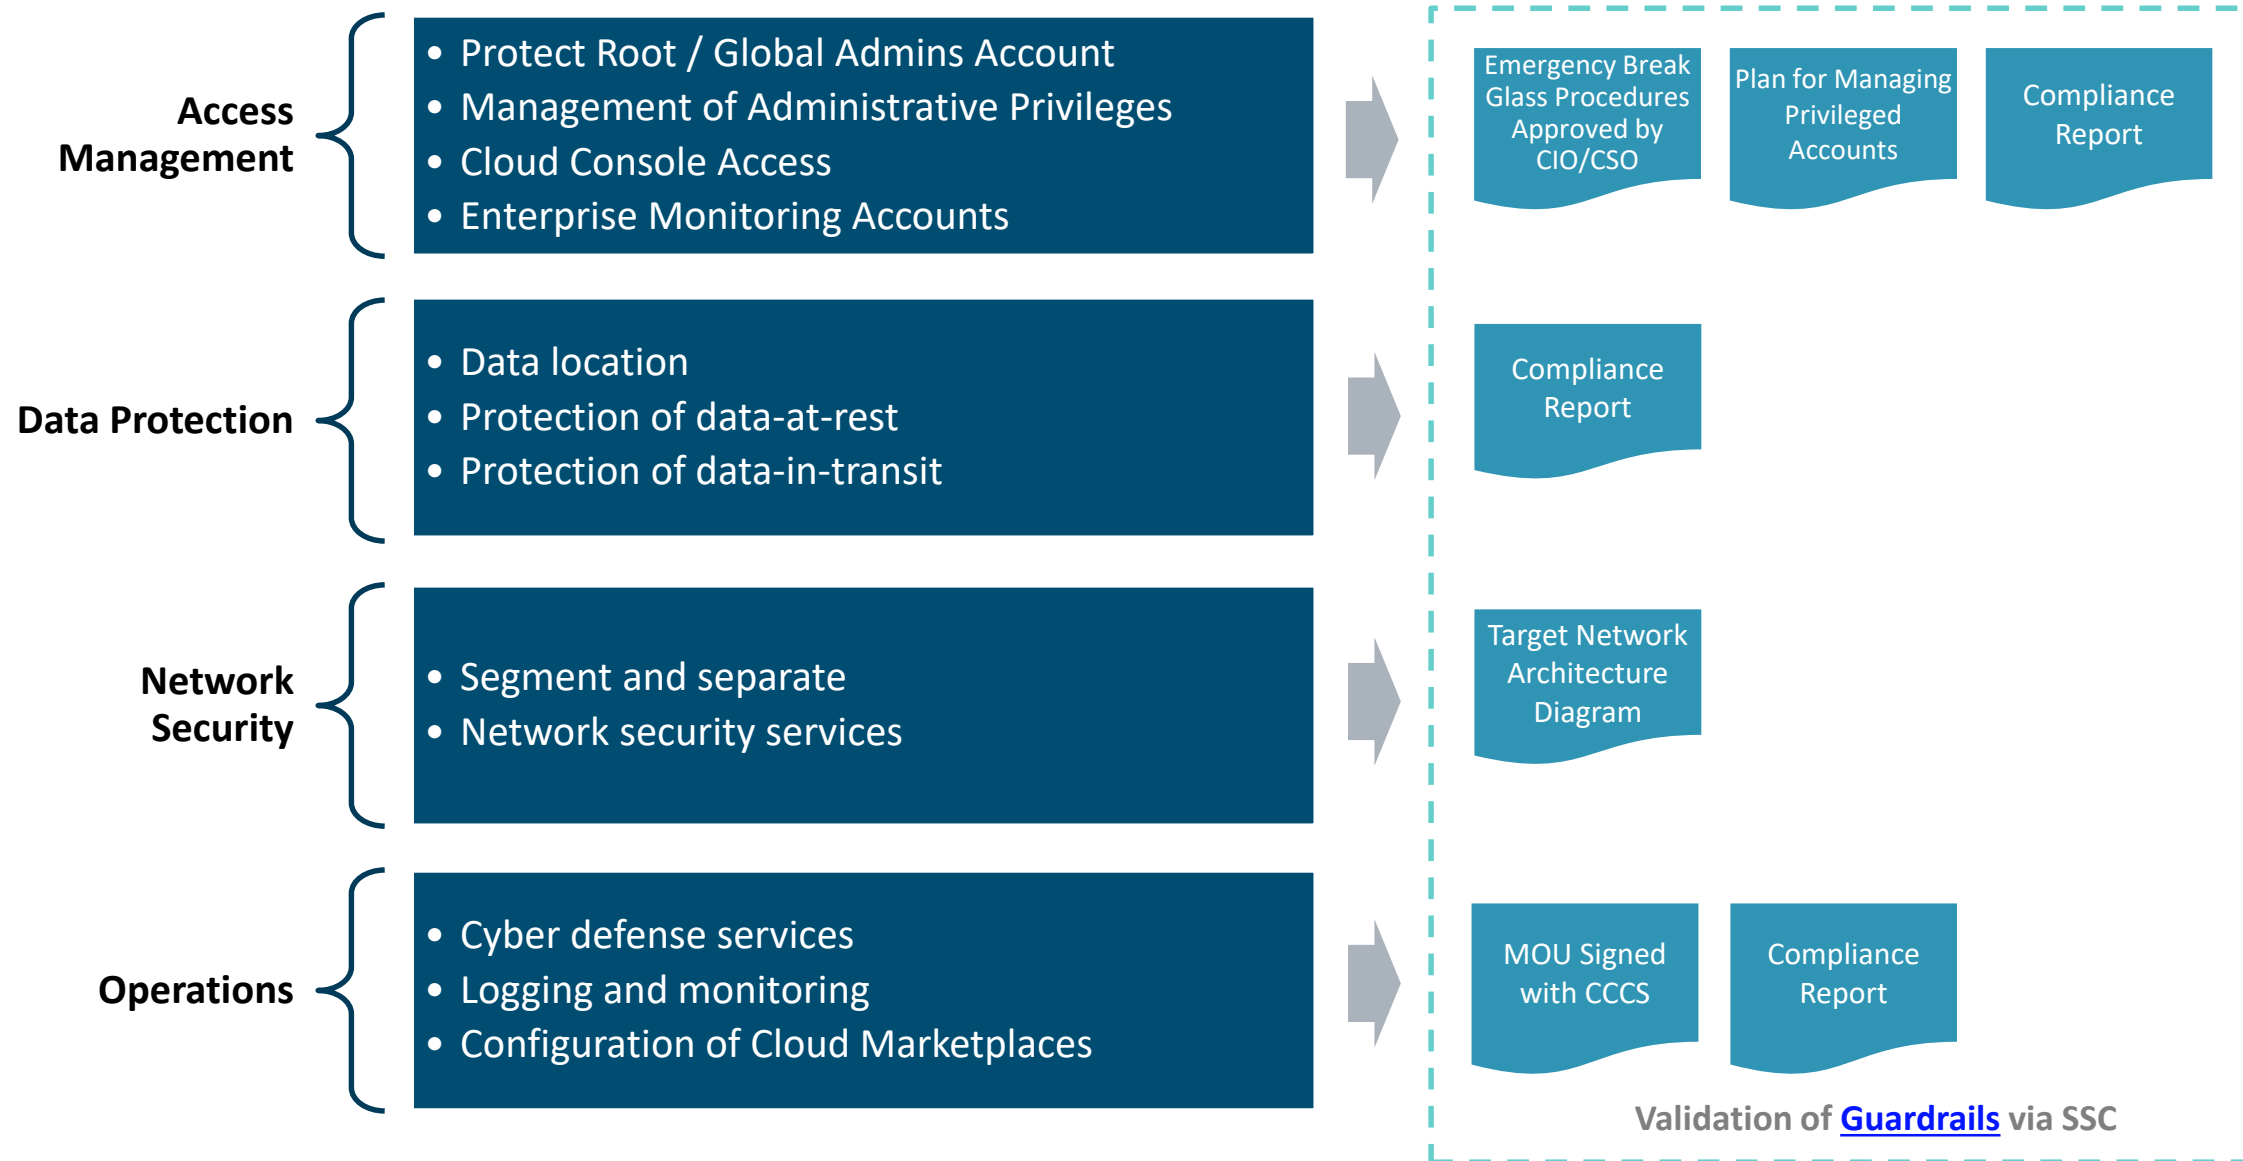 Access
Management
• Protect Root / Global Admins Account
• Management of Administrative Privileges
• Cloud Console Access
• Enterprise Monitoring Accounts
Emergency Break
Glass Procedures
Approved by
CIO/CSO
Plan for Managing
Privileged
Accounts
Compliance
Report
Data Protection
• Data location
• Protection of data-at-rest
• Protection of data-in-transit
Compliance
Report
Network
Security
• Segment and separate
• Network security services
Target Network
Architecture
Diagram
Operations
• Cyber defense services
• Logging and monitoring
• Configuration of Cloud Marketplaces
MOU Signed
with CCCS
Compliance
Report
Validation of Guardrails via SSC